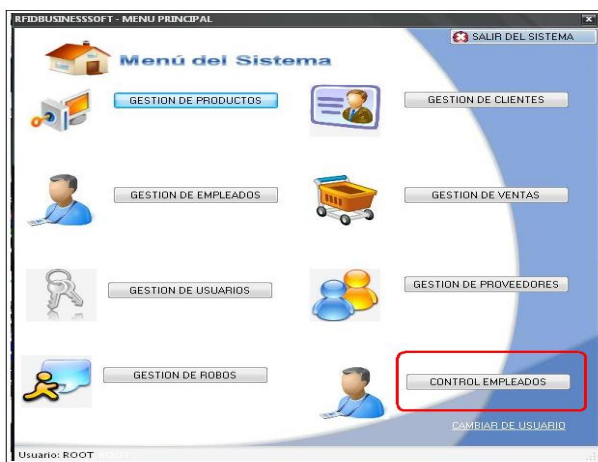 RFIDBUSINESSSOFT - MENU PRINCIPAL
SALIR DEL SISTEMA
Menú del Sistema
GESTION DE PRODUCTOS
GESTION DE CLIENTES
GESTION DE EMPLEADOS
GESTION DE VENTAS
GESTION DE USUARIOS
GESTION DE PROVEEDORES
GESTION DE ROBOS
CONTROL EMPLEADOS
CAMBIAR DE USUARIO
Usuario: ROOT ROOT